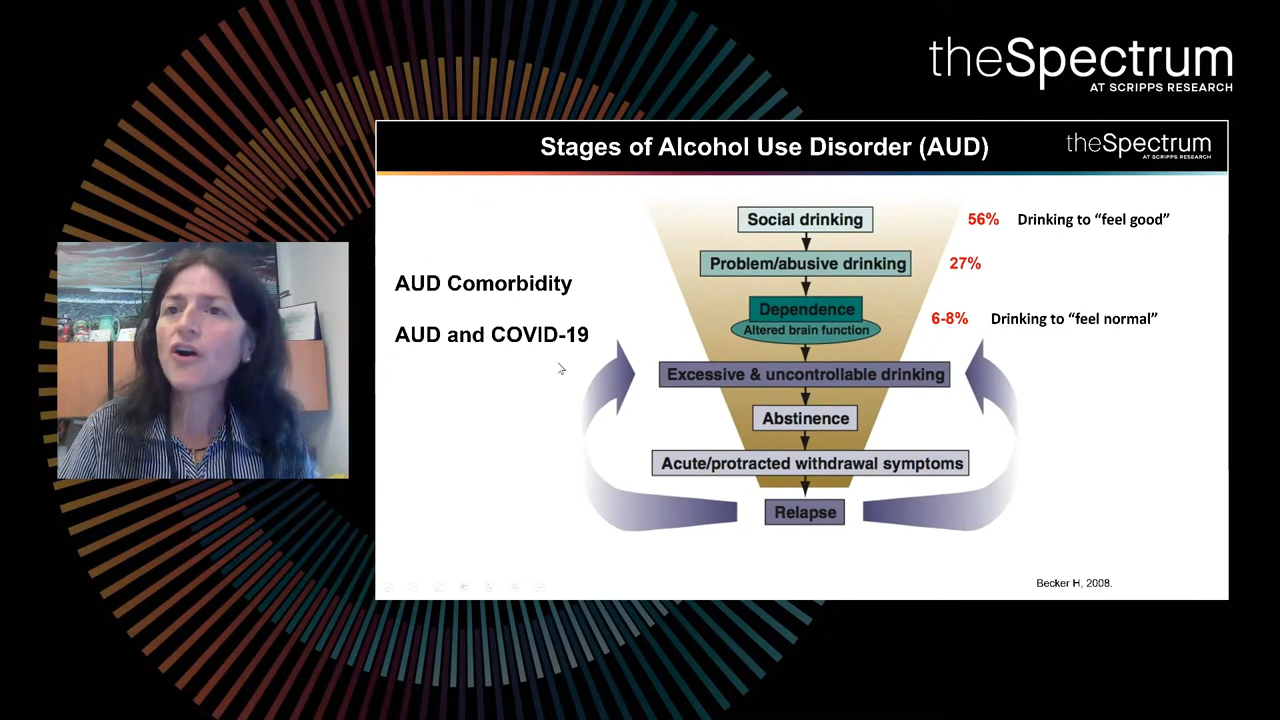 theSpectrum
AT SCRIPPS RESEARCH
Stages of Alcohol Use Disorder (AUD)
theSpectrum
AT SCRIPPS RESEARCH
AUD Comorbidity
AUD and COVID-19
Social drinking
56% Drinking to “feel good”
Problem/abusive drinking
27%
Dependence
Altered brain function
6-8% Drinking to “feel normal”
Excessive & uncontrollable drinking
Abstinence
Acute/protracted withdrawal symptoms
Relapse
Becker H, 2008.